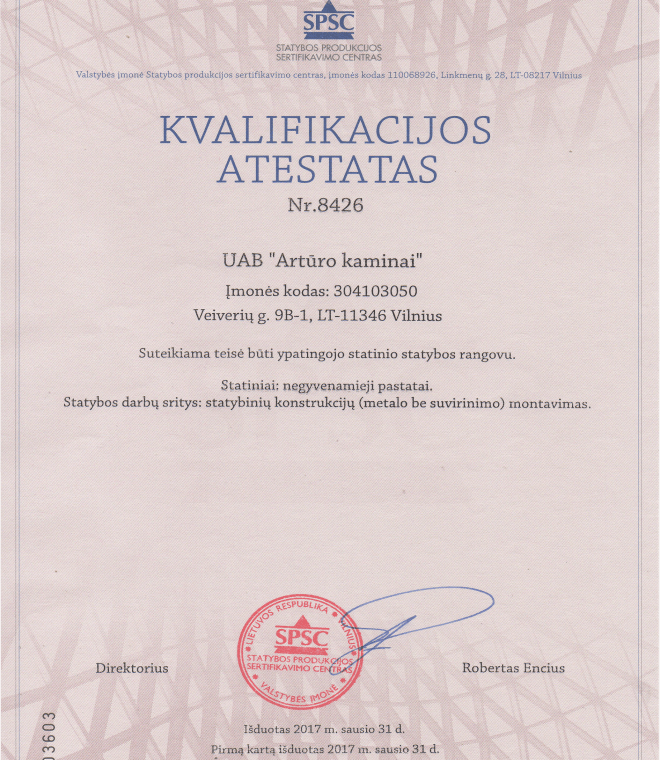 SPSC
STATYBOS PRODUKCIJOS
SERTIFIKAVIMO CENTRAS
Valstybės įmonė Statybos produkcijos sertifikavimo centras, įmonės kodas 110068926, Linkmenų g. 28, LT-08217 Vilnius
KVALIFIKACIJOS
ATESTATAS
Nr.8426
UAB "Artūro kaminai"
Įmonės kodas: 304103050
Veiverių g. 9B-1, LT-11346 Vilnius
Suteikiama teisė būti ypatingojo statinio statybos rangovu.
Statiniai: negyvenamieji pastatai.
Statybos darbų sritys: statybinių konstrukcijų (metalo be suvirinimo) montavimas.
LIETUVOS RESPUBLIKA • VILNIUS
SPSC
STATYBOS PRODUKCIJOS
SERTIFIKAVIMO CENTRAS
VALSTYBĖS ĮMONĖ
Direktorius
Robertas Encius
Išduotas 2017 m. sausio 31 d.
Pirmą kartą išduotas 2017 m. sausio 31 d.
03603